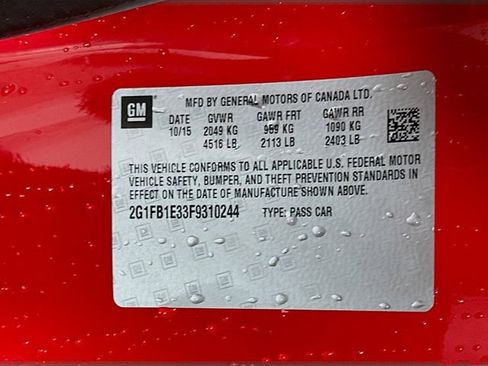 GM
MFD BY GENERAL MOTORS OF CANADA LTD.
DATE GVWR GAWR FRT GAWR RR
10/15 2049 KG 959 KG 1090 KG
4516 LB 2113 LB 2403 LB
THIS VEHICLE CONFORMS TO ALL APPLICABLE U.S. FEDERAL MOTOR
VEHICLE SAFETY, BUMPER, AND THEFT PREVENTION STANDARDS IN
EFFECT ON THE DATE OF MANUFACTURE SHOWN ABOVE.
2G1FB1E33F9310244 TYPE: PASS CAR